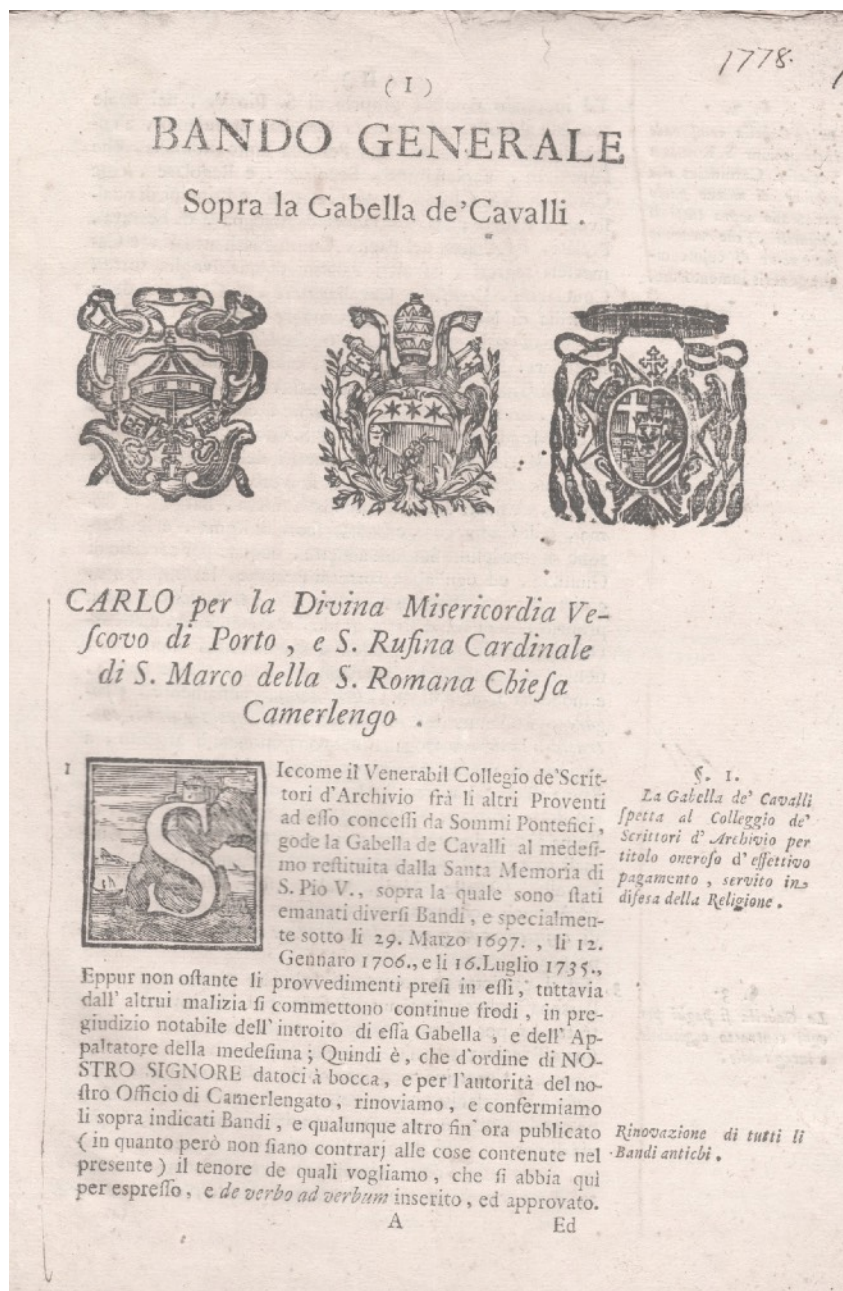 1778.
( I )
BANDO GENERALE
Sopra la Gabella de'Cavalli .
CARLO per la Divina Misericordia Ve-
ſcovo di Porto , e S. Rufina Cardinale
di S. Marco della S. Romana Chieſa
Camerlengo .
1
SIccome il Venerabil Collegio de'Scrit-
tori d'Archivio frà li altri Proventi
ad eſſo conceſſi da Sommi Pontefici ,
gode la Gabella de Cavalli al medeſi-
mo reſtituita dalla Santa Memoria di
S. Pio V. , sopra la quale sono ſtati
emanati diverſi Bandi , e specialmen-
te sotto li 29. Marzo 1697. , li 12.
Gennaro 1706., e li 16.Luglio 1735.,
Eppur non oſtante li provvedimenti preſi in eſſi , tuttavia
dall' altrui malizia ſi commettono continue frodi , in pre-
giudizio notabile dell' introito di eſſa Gabella , e dell' Ap-
paltatore della medeſima ; Quindi è , che d'ordine di NO-
STRO SIGNORE datoci à bocca , e per l'autorità del no-
ſtro Officio di Camerlengato , rinoviamo , e confermiamo
li sopra indicati Bandi , e qualunque altro fin' ora publicato
( in quanto però non ſiano contrarj alle cose contenute nel
presente ) il tenore de quali vogliamo , che ſi abbia quì
per espreſſo , e de verbo ad verbum inserito , ed approvato.
A
Ed
§. 1.
La Gabella de' Cavalli
ſpetta al Colleggio de'
Scrittori d' Archivio per
titolo oneroſo d' effettivo
pagamento , servito in
difesa della Religione .
Rinovazione di tutti li
Bandi antichi .